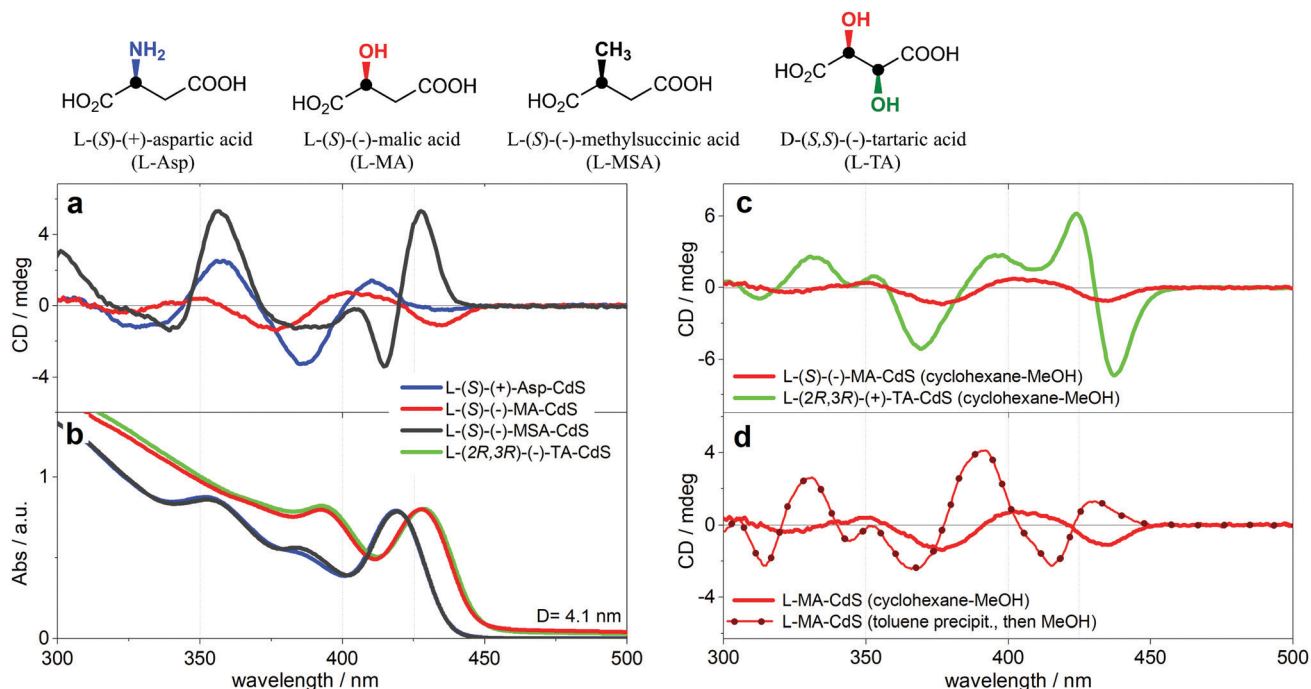 NH2
HO2C
COOH
L-(S)-(+)-aspartic acid
(L-Asp)
OH
HO2C
COOH
L-(S)-(-)-malic acid
(L-MA)
CH3
HO2C
COOH
L-(S)-(-)-methylsuccinic acid
(L-MSA)
OH
COOH
HO2C
OH
D-(S,S)-(-)-tartaric acid
(L-TA)
a
4
0
-4
CD / mdeg
L-(S)-(+)-Asp-CdS
L-(S)-(-)-MA-CdS
L-(S)-(-)-MSA-CdS
L-(2R,3R)-(-)-TA-CdS
b
1
0
Abs / a.u.
D= 4.1 nm
300 350 400 450 500
wavelength / nm
c
6
0
-6
CD / mdeg
L-(S)-(-)-MA-CdS (cyclohexane-MeOH)
L-(2R,3R)-(+)-TA-CdS (cyclohexane-MeOH)
d
4
0
-4
CD / mdeg
L-MA-CdS (cyclohexane-MeOH)
L-MA-CdS (toluene precipit., then MeOH)
300 350 400 450 500
wavelength / nm